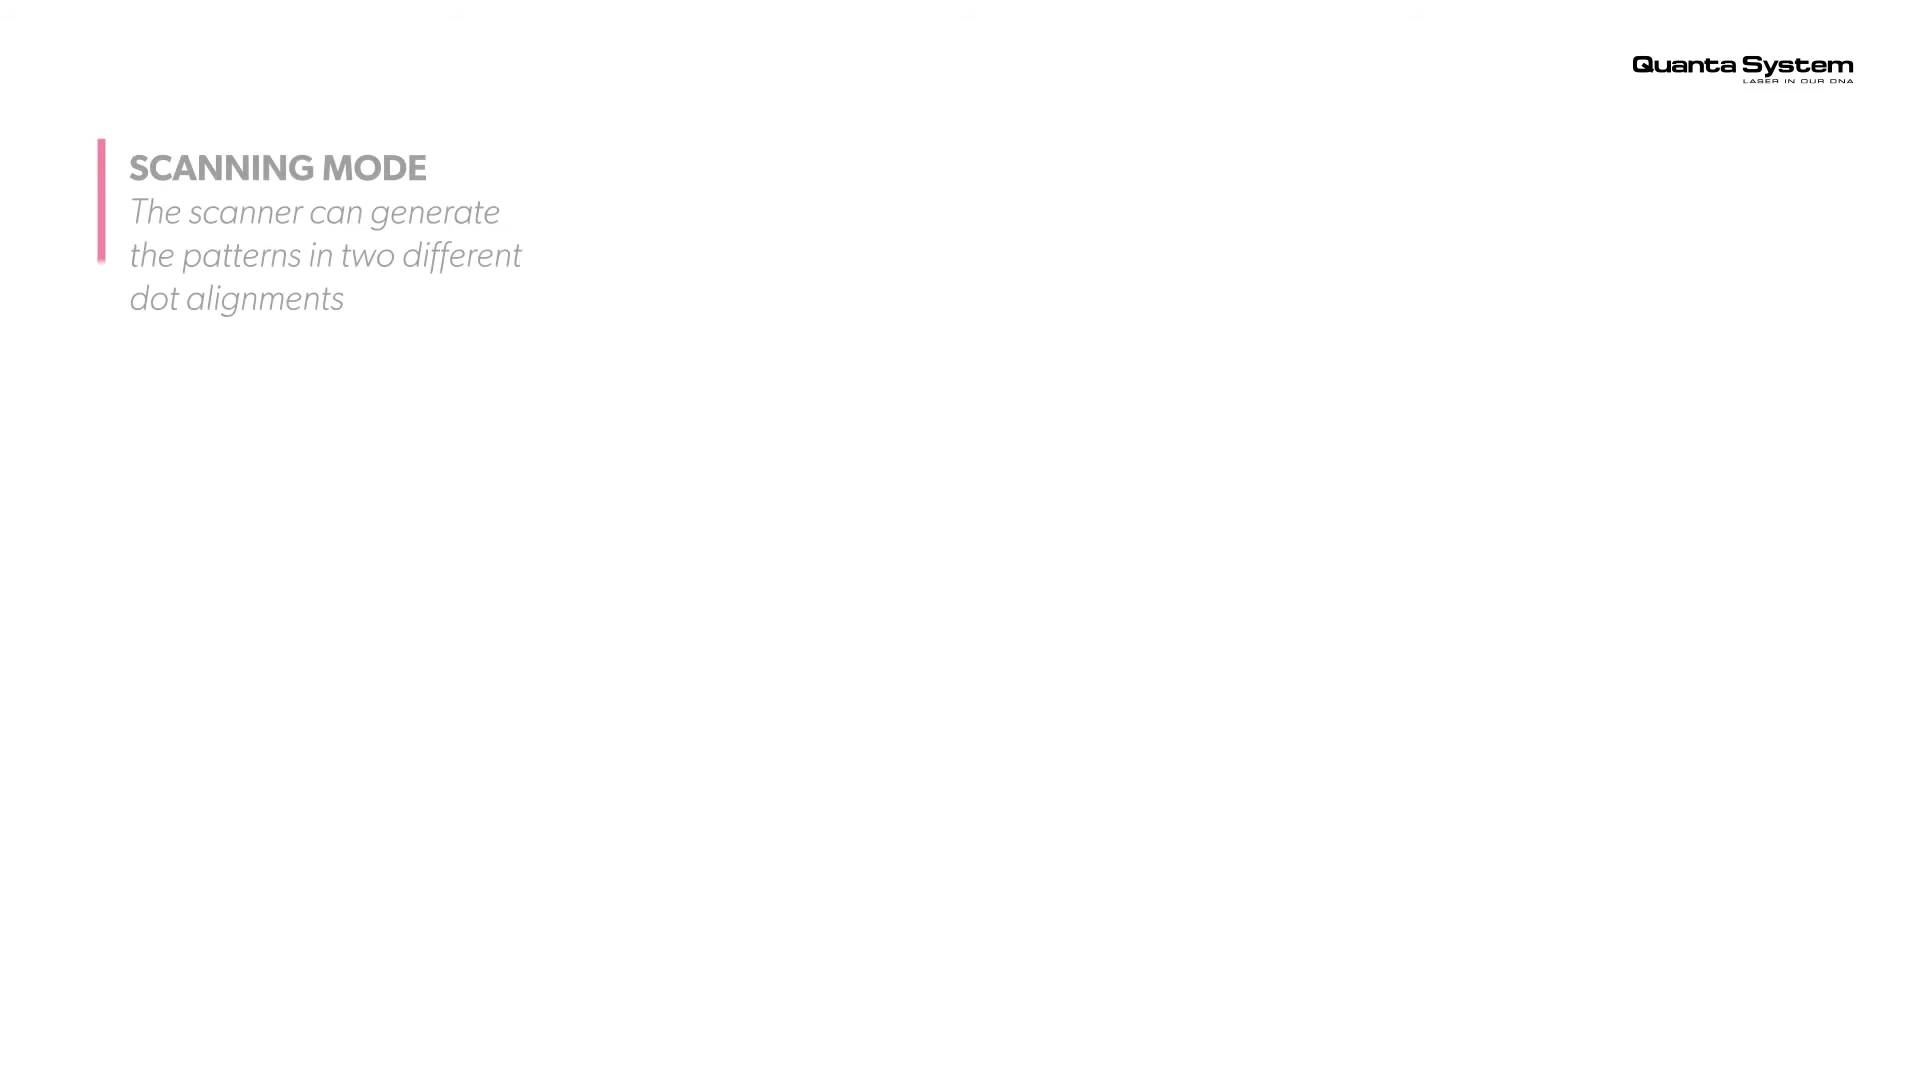 Quanta System
LASER IN OUR DNA
SCANNING MODE
The scanner can generate
the patterns in two different
dot alignments